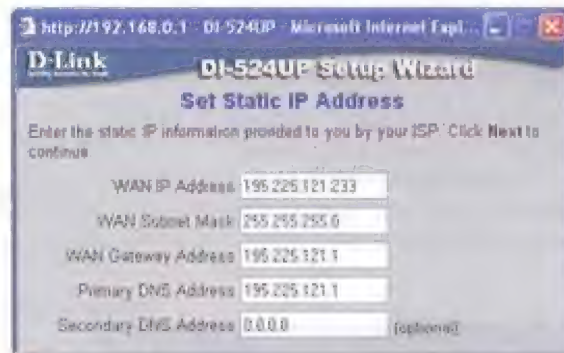 http://192.168.0.1 - DI-524UP - Microsoft Internet Expl...
D-Link
DI-524UP Setup Wizard
Set Static IP Address
Enter the static IP information provided to you by your ISP. Click Next to
continue
WAN IP Address 195.225.121.233
WAN Subnet Mask 255.255.255.0
WAN Gateway Address 195.225.121.1
Primary DNS Address 195.225.121.1
Secondary DNS Address 0.0.0.0 (optional)